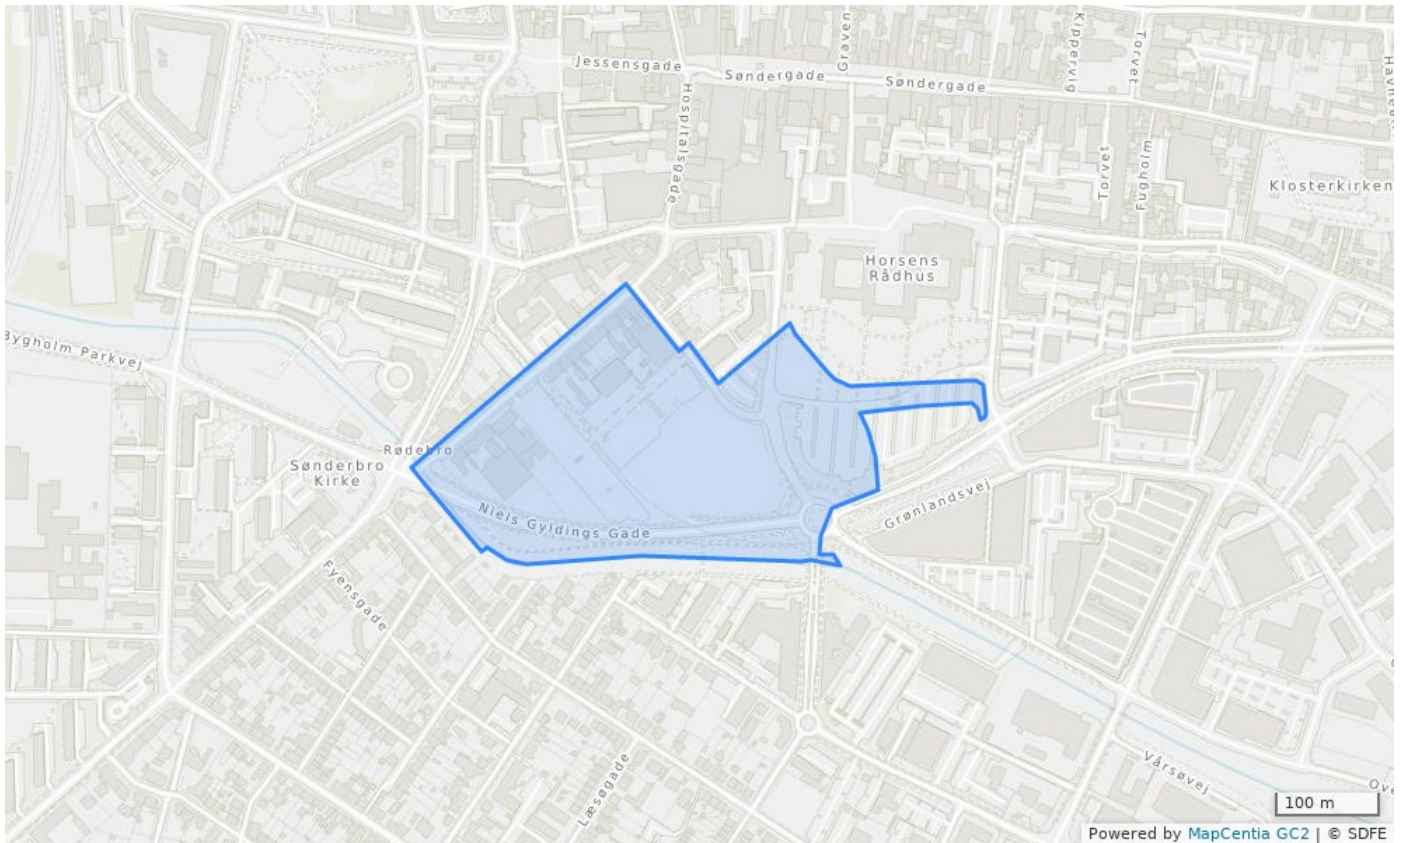 Jessensgade
Søndergade
Søndergade
Graven
Kippervig
Torvet
Hospitalsgade
Torvet
Fugholm
Klosterkirken
Horsens
Rådhus
Bygholm Parkvej
Rødebro
Sønderbro
Kirke
Niels Gyldings Gade
Grønlandsvej
Fyensgade
Læsøgade
Vårsøvej
100 m
Powered by MapCentia GC2 | © SDFE